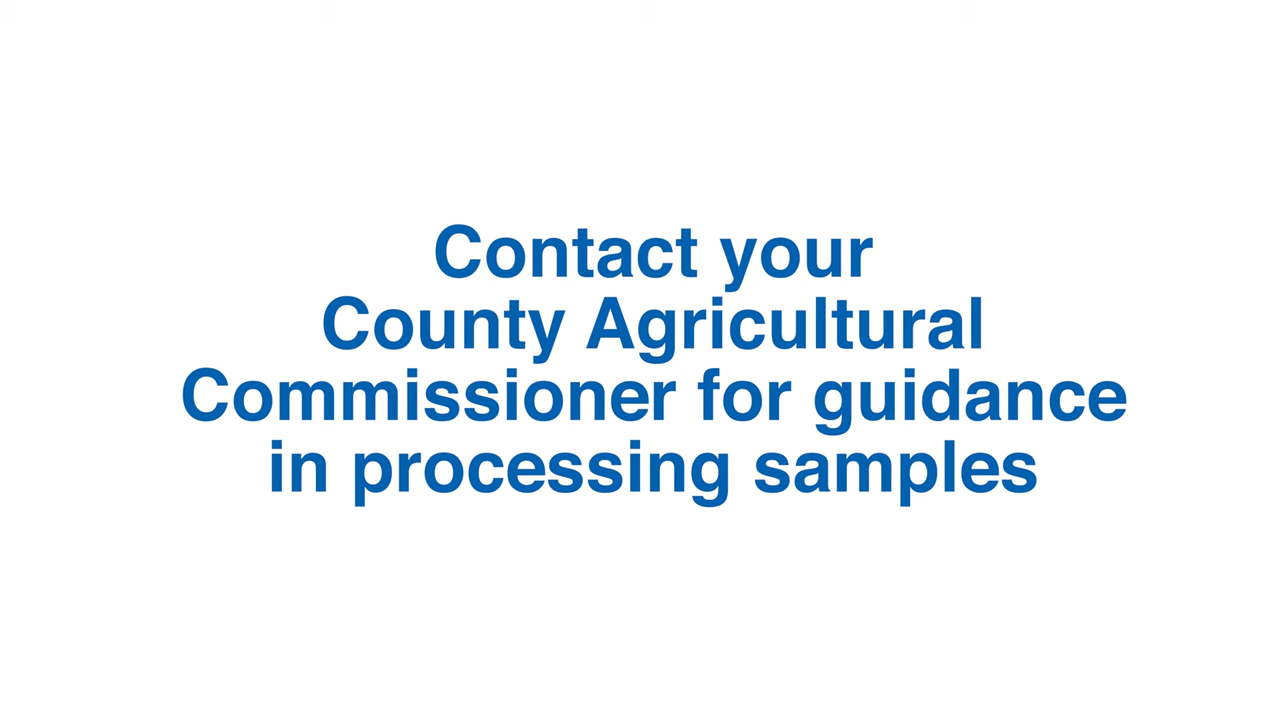 Contact your
County Agricultural
Commissioner for guidance
in processing samples